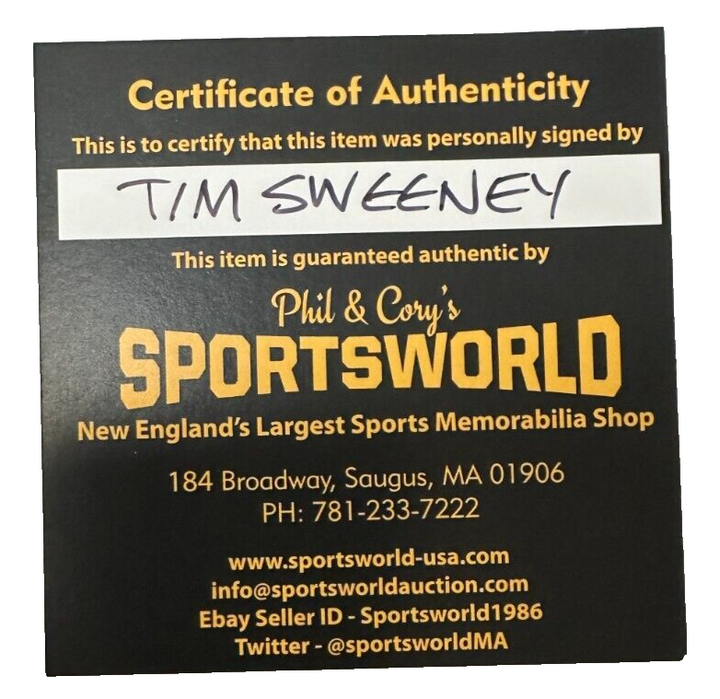 Certificate of Authenticity
This is to certify that this item was personally signed by
TIM SWEENEY
This item is guaranteed authentic by
Phil & Cory's
SPORTSWORLD
New England's Largest Sports Memorabilia Shop
184 Broadway, Saugus, MA 01906
PH: 781-233-7222
www.sportsworld-usa.com
info@sportsworldauction.com
Ebay Seller ID - Sportsworld1986
Twitter - @sportsworldMA